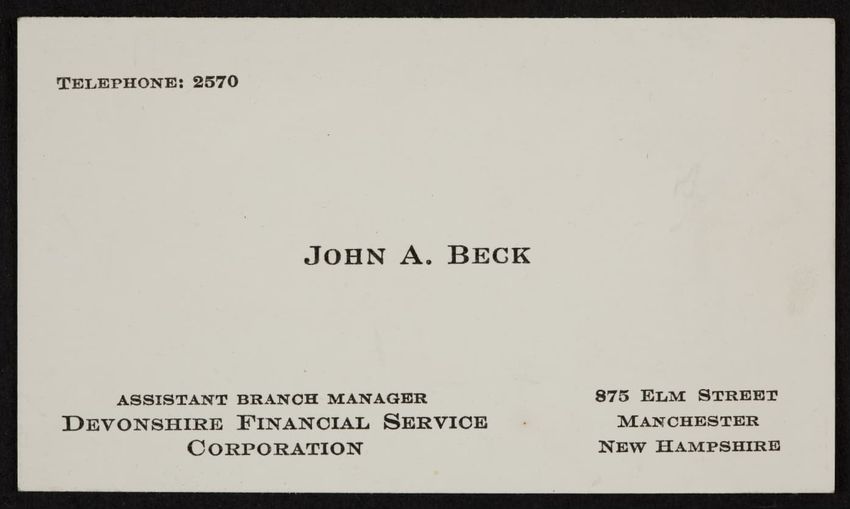 Telephone: 2570
John A. Beck
Assistant Branch Manager
Devonshire Financial Service
Corporation
875 Elm Street
Manchester
New Hampshire